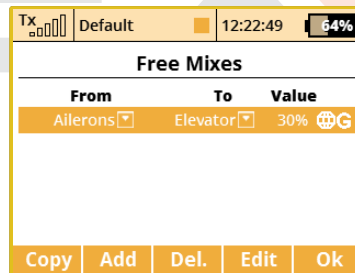 Tx Default 12:22:49 64%
Free Mixes
From To Value
Ailerons Elevator 30% G
Copy Add Del. Edit Ok